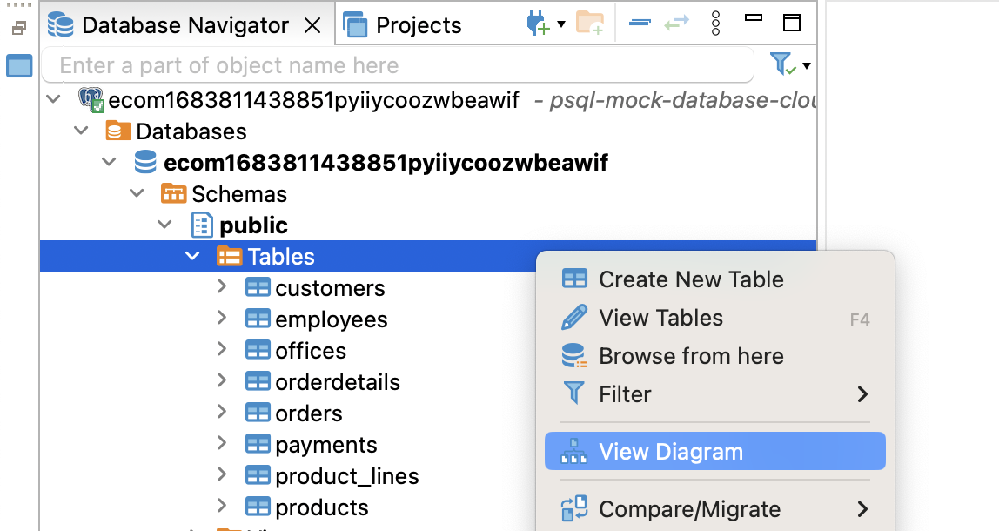 Database Navigator
Projects
Enter a part of object name here
ecom1683811438851pyiiycoozwbeawif - psql-mock-database-clou
Databases
ecom1683811438851pyiiycoozwbeawif
Schemas
public
Tables
customers
employees
offices
orderdetails
orders
payments
product_lines
products
Create New Table
View Tables F4
Browse from here
Filter
View Diagram
Compare/Migrate